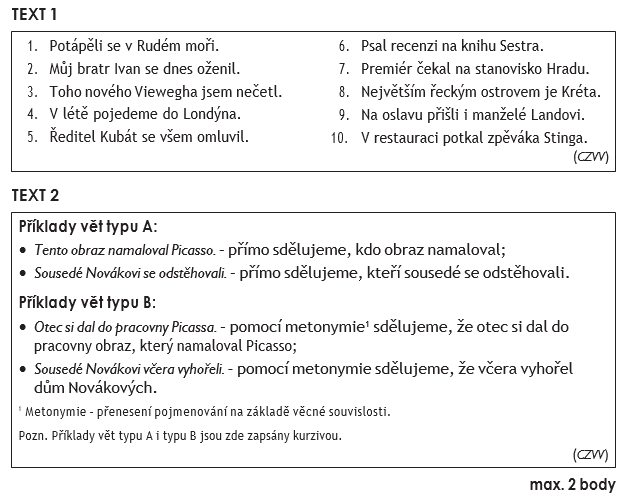 TEXT 1
1. Potápěli se v Rudém moři.
2. Můj bratr Ivan se dnes oženil.
3. Toho nového Viewegha jsem nečetl.
4. V létě pojedeme do Londýna.
5. Ředitel Kubát se všem omluvil.
6. Psal recenzi na knihu Sestra.
7. Premiér čekal na stanovisko Hradu.
8. Největším řeckým ostrovem je Kréta.
9. Na oslavu přišli i manželé Landovi.
10. V restauraci potkal zpěváka Stinga.
(CZVV)
TEXT 2
Příklady vět typu A:
• Tento obraz namaloval Picasso. – přímo sdělujeme, kdo obraz namaloval;
• Sousedé Novákovi se odstěhovali. – přímo sdělujeme, kteří sousedé se odstěhovali.
Příklady vět typu B:
• Otec si dal do pracovny Picassa. – pomocí metonymie¹ sdělujeme, že otec si dal do
pracovny obraz, který namaloval Picasso;
• Sousedé Novákovi včera vyhořeli. – pomocí metonymie sdělujeme, že včera vyhořel
dům Novákových.
¹ Metonymie – přenesení pojmenování na základě věcné souvislosti.
Pozn. Příklady vět typu A i typu B jsou zde zapsány kurzivou.
(CZVV)
max. 2 body